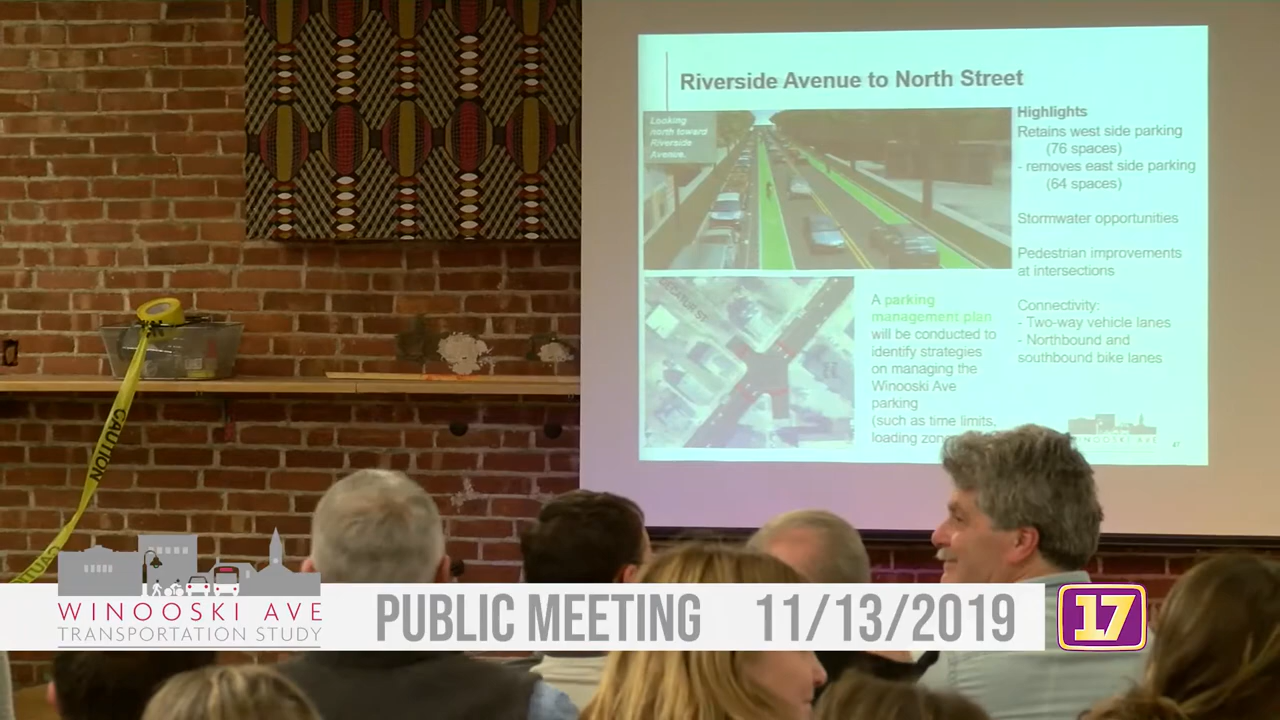 Riverside Avenue to North Street
Looking
north toward
Riverside
Avenue.
Highlights
Retains west side parking
(76 spaces)
- removes east side parking
(64 spaces)
Stormwater opportunities
Pedestrian improvements
at intersections
Connectivity:
- Two-way vehicle lanes
- Northbound and
southbound bike lanes
A parking
management plan
will be conducted to
identify strategies
on managing the
Winooski Ave
parking
(such as time limits,
loading
WINOOSKI AVE
CAUTION
WINOOSKI AVE
TRANSPORTATION STUDY
PUBLIC MEETING 11/13/2019
17